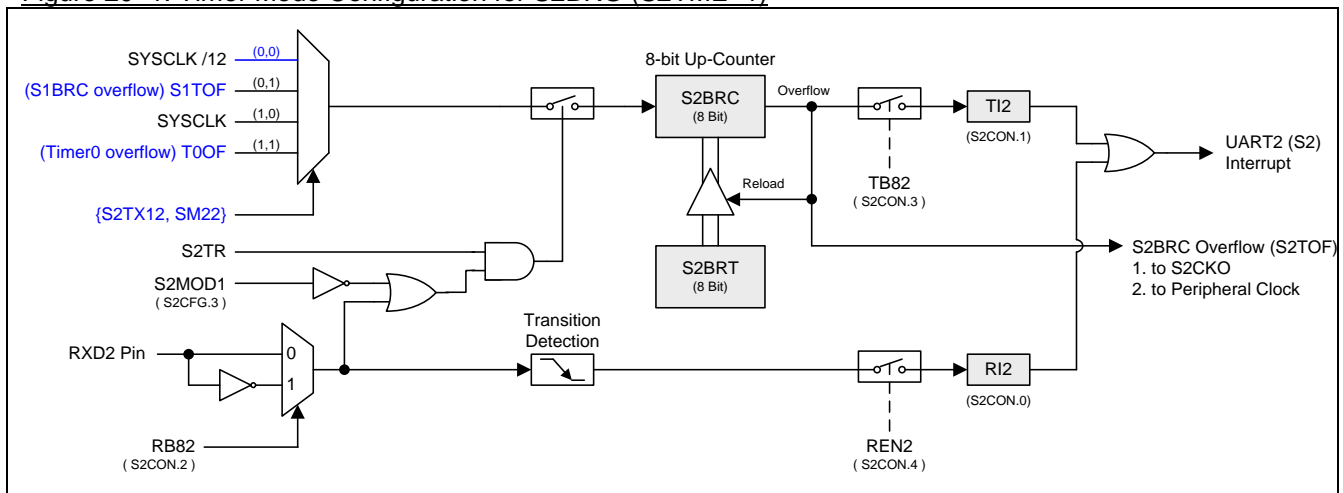 Figure Timer Mode Configuration for S2BRG (S2TME=1)
SYSCLK /12
(0,0)
(S1BRC overflow) S1TOF
(0,1)
SYSCLK
(1,0)
(Timer0 overflow) T0OF
(1,1)
{S2TX12, SM22}
8-bit Up-Counter
S2BRC
(8 Bit)
Overflow
Reload
S2BRT
(8 Bit)
TB82
( S2CON.3 )
TI2
(S2CON.1)
UART2 (S2)
Interrupt
S2BRC Overflow (S2TOF)
1. to S2CKO
2. to Peripheral Clock
S2TR
S2MOD1
( S2CFG.3 )
RXD2 Pin
0
1
RB82
( S2CON.2 )
Transition
Detection
REN2
( S2CON.4 )
RI2
(S2CON.0)